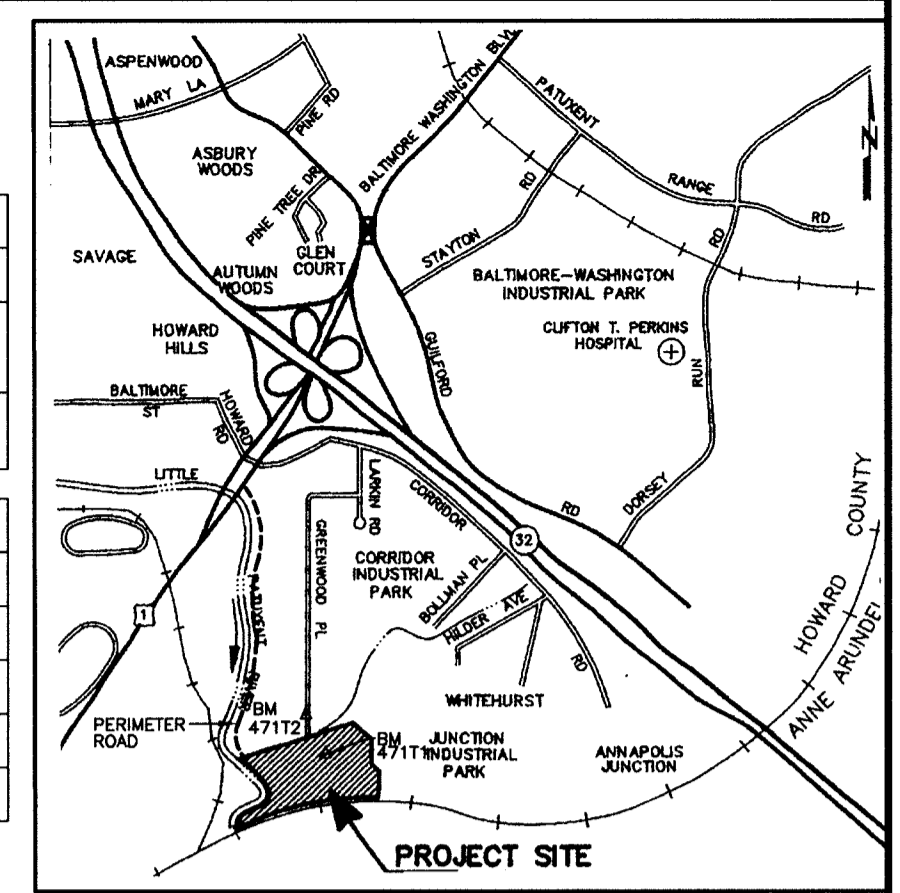 ASPENWOOD
MARY LA
PINE RD
BALTIMORE WASHINGTON BLVD
PATUXENT
RANGE
RD
N
ASBURY
WOODS
PINE TREE DR
GLEN
COURT
RD
STAYTON
RD
SAVAGE
AUTUMN
WOODS
BALTIMORE-WASHINGTON
INDUSTRIAL PARK
HOWARD
HILLS
CLIFTON T. PERKINS
HOSPITAL
GUILFORD
RUN
BALTIMORE
ST
HOWARD
RD
LITTLE
LARKIN RD
CORRIDOR
RD
DORSEY
COUNTY
GREENWOOD PL
CORRIDOR
INDUSTRIAL
PARK
32
BOLLMAN PL
HILDER AVE
HOWARD
ANNE ARUNDEL
1
PATUXENT
RIVER
RD
WHITEHURST
PERIMETER
ROAD
BM
471T2
BM
471T1
JUNCTION
INDUSTRIAL
PARK
ANNAPOLIS
JUNCTION
PROJECT SITE